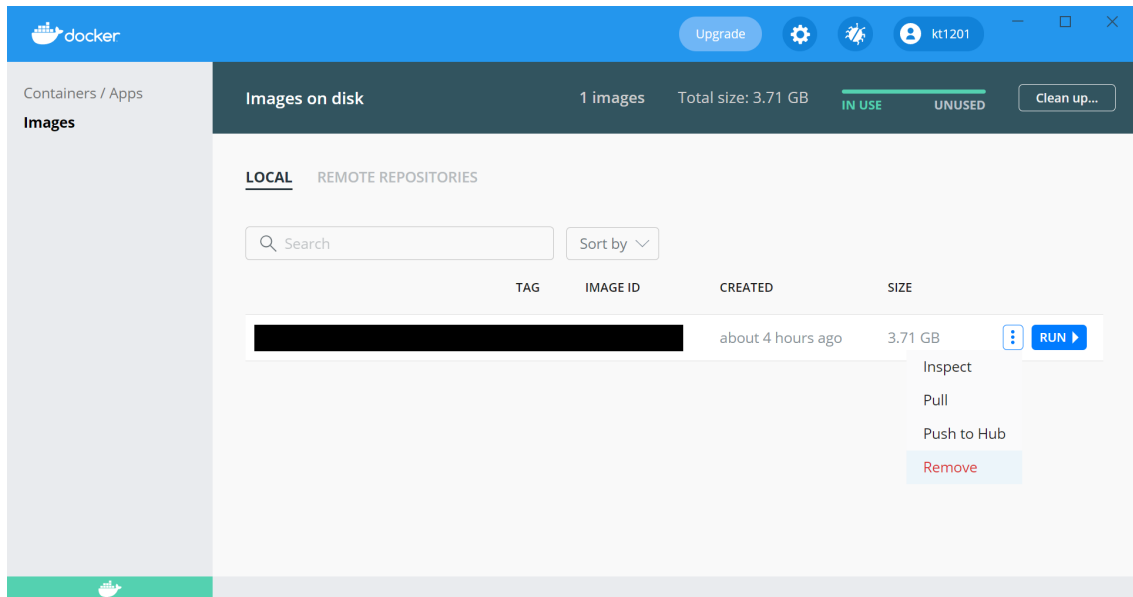 docker
Upgrade
kt1201
Containers / Apps
Images
Images on disk
1 images
Total size: 3.71 GB
IN USE
UNUSED
Clean up...
LOCAL
REMOTE REPOSITORIES
Search
Sort by
TAG IMAGE ID CREATED SIZE
about 4 hours ago 3.71 GB RUN
Inspect
Pull
Push to Hub
Remove